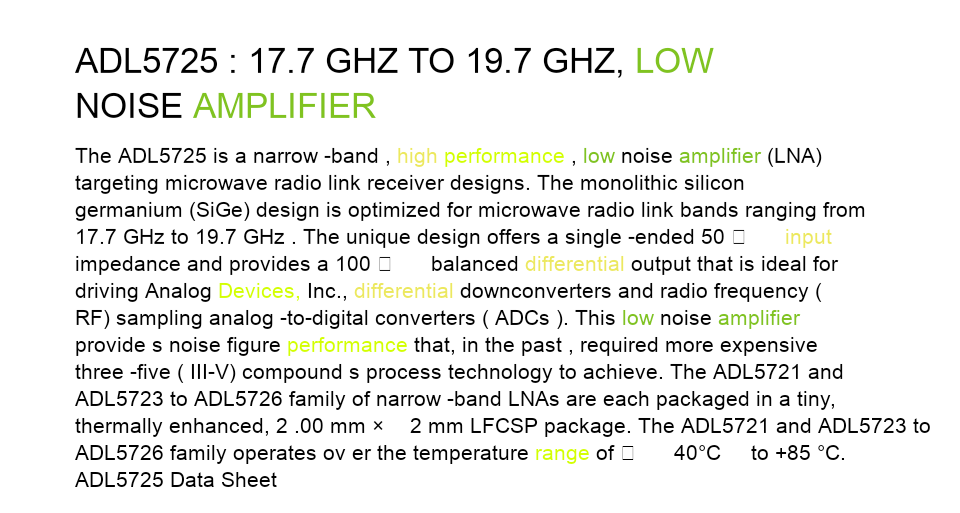 ADL5725 : 17.7 GHZ TO 19.7 GHZ, LOW
NOISE AMPLIFIER
The ADL5725 is a narrow -band , high performance , low noise amplifier (LNA)
targeting microwave radio link receiver designs. The monolithic silicon
germanium (SiGe) design is optimized for microwave radio link bands ranging from
17.7 GHz to 19.7 GHz . The unique design offers a single -ended 50 □ input
impedance and provides a 100 □ balanced differential output that is ideal for
driving Analog Devices, Inc., differential downconverters and radio frequency (
RF) sampling analog -to-digital converters ( ADCs ). This low noise amplifier
provide s noise figure performance that, in the past , required more expensive
three -five ( III-V) compound s process technology to achieve. The ADL5721 and
ADL5723 to ADL5726 family of narrow -band LNAs are each packaged in a tiny,
thermally enhanced, 2 .00 mm × 2 mm LFCSP package. The ADL5721 and ADL5723 to
ADL5726 family operates ov er the temperature range of □ 40°C to +85 °C.
ADL5725 Data Sheet